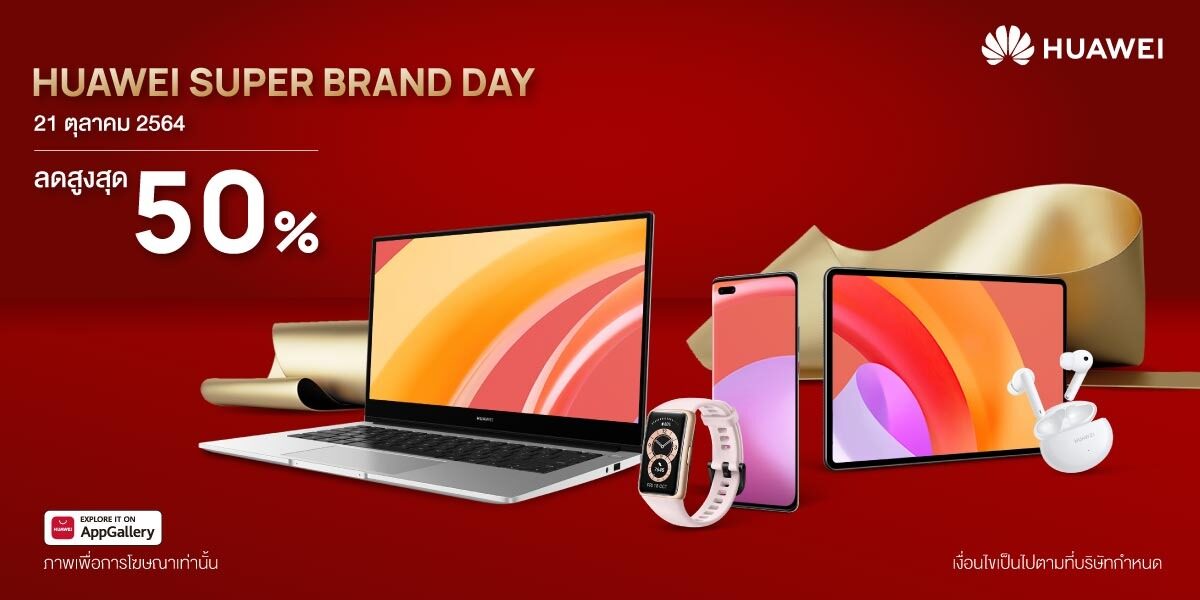 HUAWEI
HUAWEI SUPER BRAND DAY
21 ตุลาคม 2564
ลดสูงสุด 50%
HUAWEI
HUAWEI
EXPLORE IT ON
HUAWEI AppGallery
ภาพเพื่อการโฆษณาเท่านั้น
เงื่อนไขเป็นไปตามที่บริษัทกำหนด